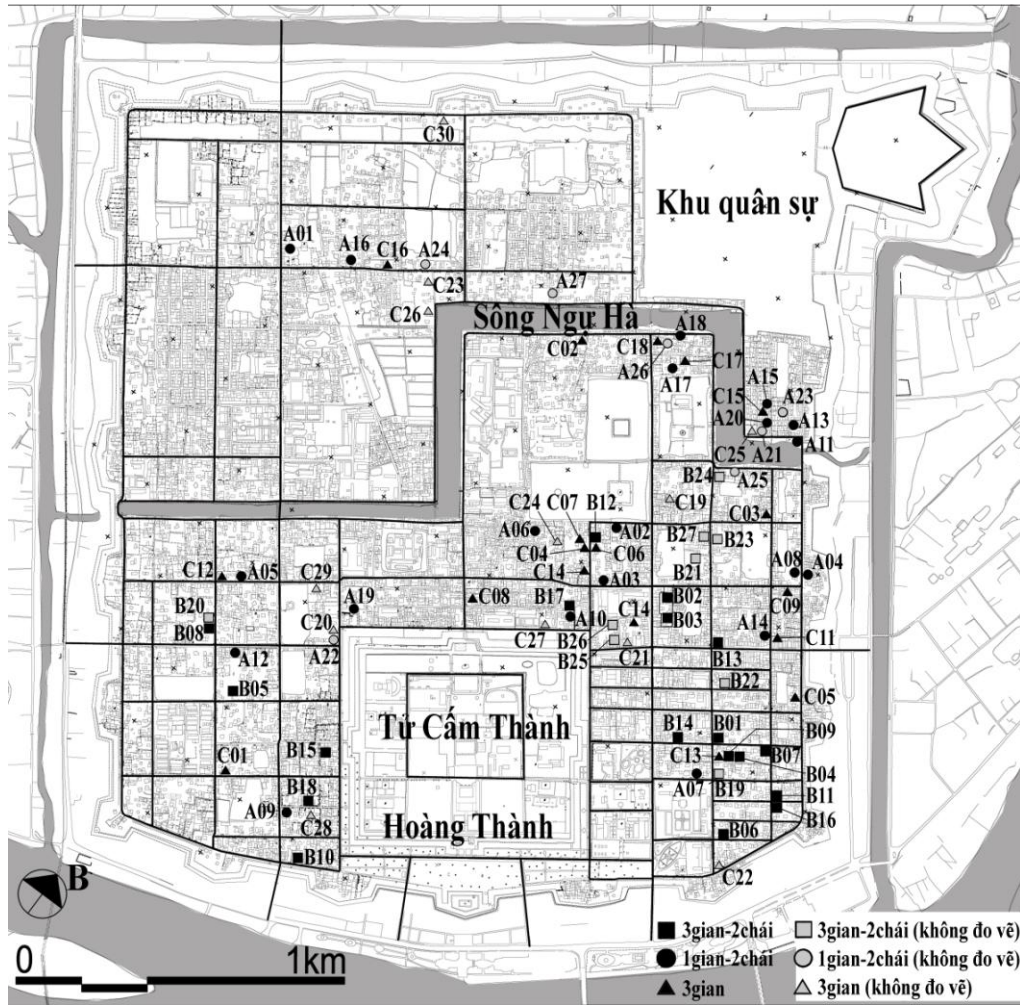 C30
Khu quân sự
A01
A16
C16
A24
C23
A27
C26
Sông Ngự Hà
A18
C02
C18
A26
C17
A17
A15
C15
A23
A20
A13
A11
C25
A21
B24
A25
C19
C03
C24
C07
B12
A06
A02
B27
B23
C04
C06
B21
C14
A03
A08
A04
C12
A05
C29
C08
B17
B02
C09
A19
A10
C14
B03
B20
B08
C20
C27
B26
A14
C11
A22
B25
C21
B13
A12
B22
B05
C05
Tử Cấm Thành
B14
B01
B09
B15
C13
B07
C01
B04
A07
B19
B18
B11
A09
Hoàng Thành
B16
C28
B06
B10
C22
B
3gian-2chái
3gian-2chái (không đo vẽ)
1gian-2chái
1gian-2chái (không đo vẽ)
3gian
3gian (không đo vẽ)
0
1km